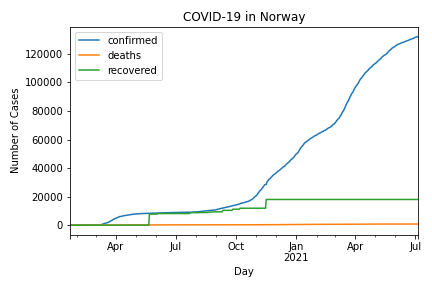 COVID-19 in Norway
confirmed
deaths
recovered
Number of Cases
120000
100000
80000
60000
40000
20000
0
Apr
Jul
Oct
Jan
2021
Apr
Jul
Day